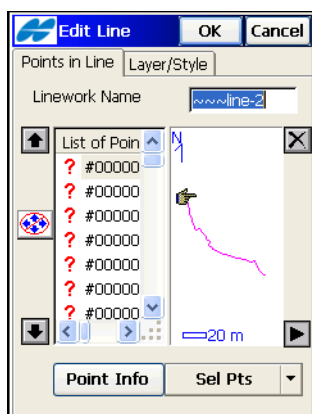 Edit Line OK Cancel
Points in Line Layer/Style
Linework Name ~~~line-2
List of Poin N
? #00000
? #00000
? #00000
? #00000
? #00000
? #00000
? #00000
20 m
Point Info Sel Pts